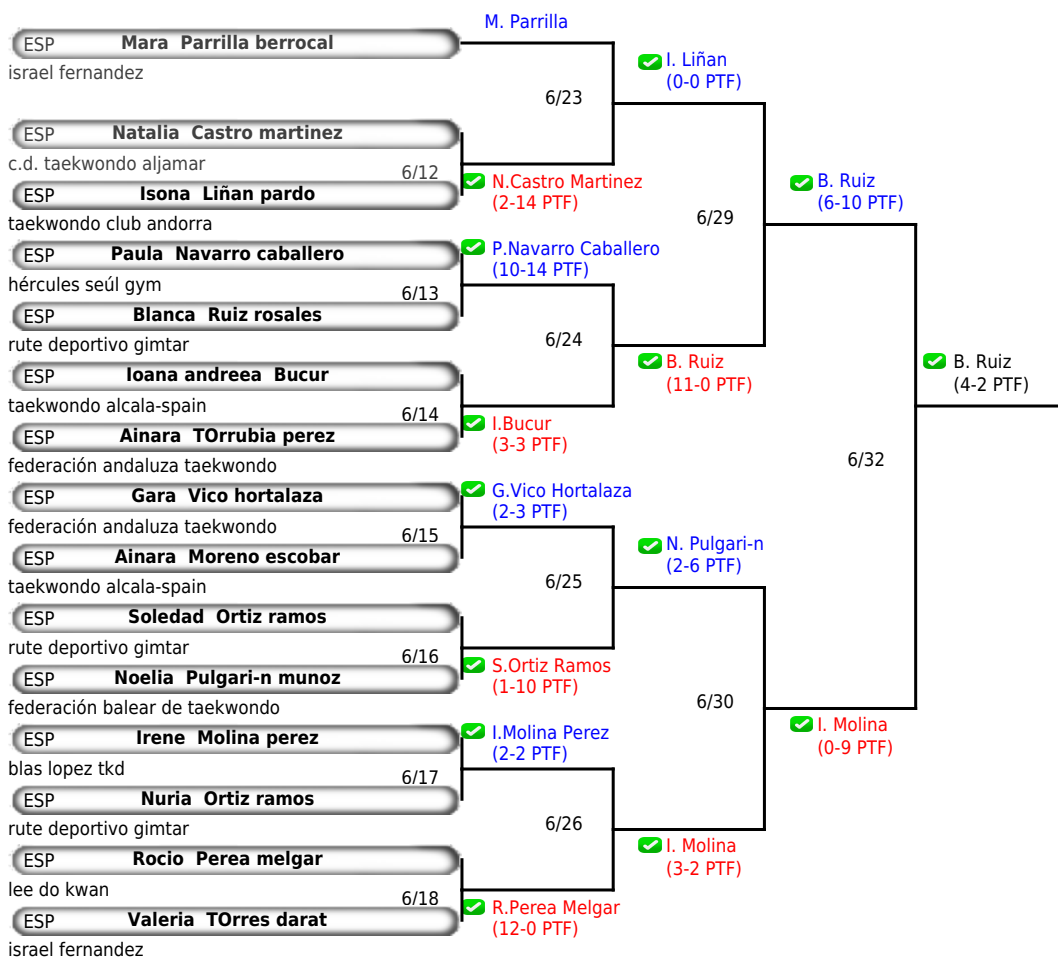 M. Parrilla
ESP Mara Parrilla berrocal
israel fernandez
I. Liñan
(0-0 PTF)
6/23
ESP Natalia Castro martinez
c.d. taekwondo aljamar
6/12
N.Castro Martinez
(2-14 PTF)
ESP Isona Liñan pardo
taekwondo club andorra
B. Ruiz
(6-10 PTF)
6/29
ESP Paula Navarro caballero
P.Navarro Caballero
(10-14 PTF)
hércules seúl gym
6/13
ESP Blanca Ruiz rosales
rute deportivo gimtar
6/24
B. Ruiz
(11-0 PTF)
B. Ruiz
(4-2 PTF)
ESP Ioana andreea Bucur
taekwondo alcala-spain
6/14
I.Bucur
(3-3 PTF)
ESP Ainara TOrrubia perez
federación andaluza taekwondo
6/32
ESP Gara Vico hortalaza
G.Vico Hortalaza
(2-3 PTF)
federación andaluza taekwondo
6/15
ESP Ainara Moreno escobar
N. Pulgari-n
(2-6 PTF)
taekwondo alcala-spain
6/25
ESP Soledad Ortiz ramos
rute deportivo gimtar
6/16
S.Ortiz Ramos
(1-10 PTF)
ESP Noelia Pulgari-n munoz
federación balear de taekwondo
6/30
I. Molina
(0-9 PTF)
ESP Irene Molina perez
I.Molina Perez
(2-2 PTF)
blas lopez tkd
6/17
ESP Nuria Ortiz ramos
rute deportivo gimtar
6/26
I. Molina
(3-2 PTF)
ESP Rocio Perea melgar
lee do kwan
6/18
R.Perea Melgar
(12-0 PTF)
ESP Valeria TOrres darat
israel fernandez